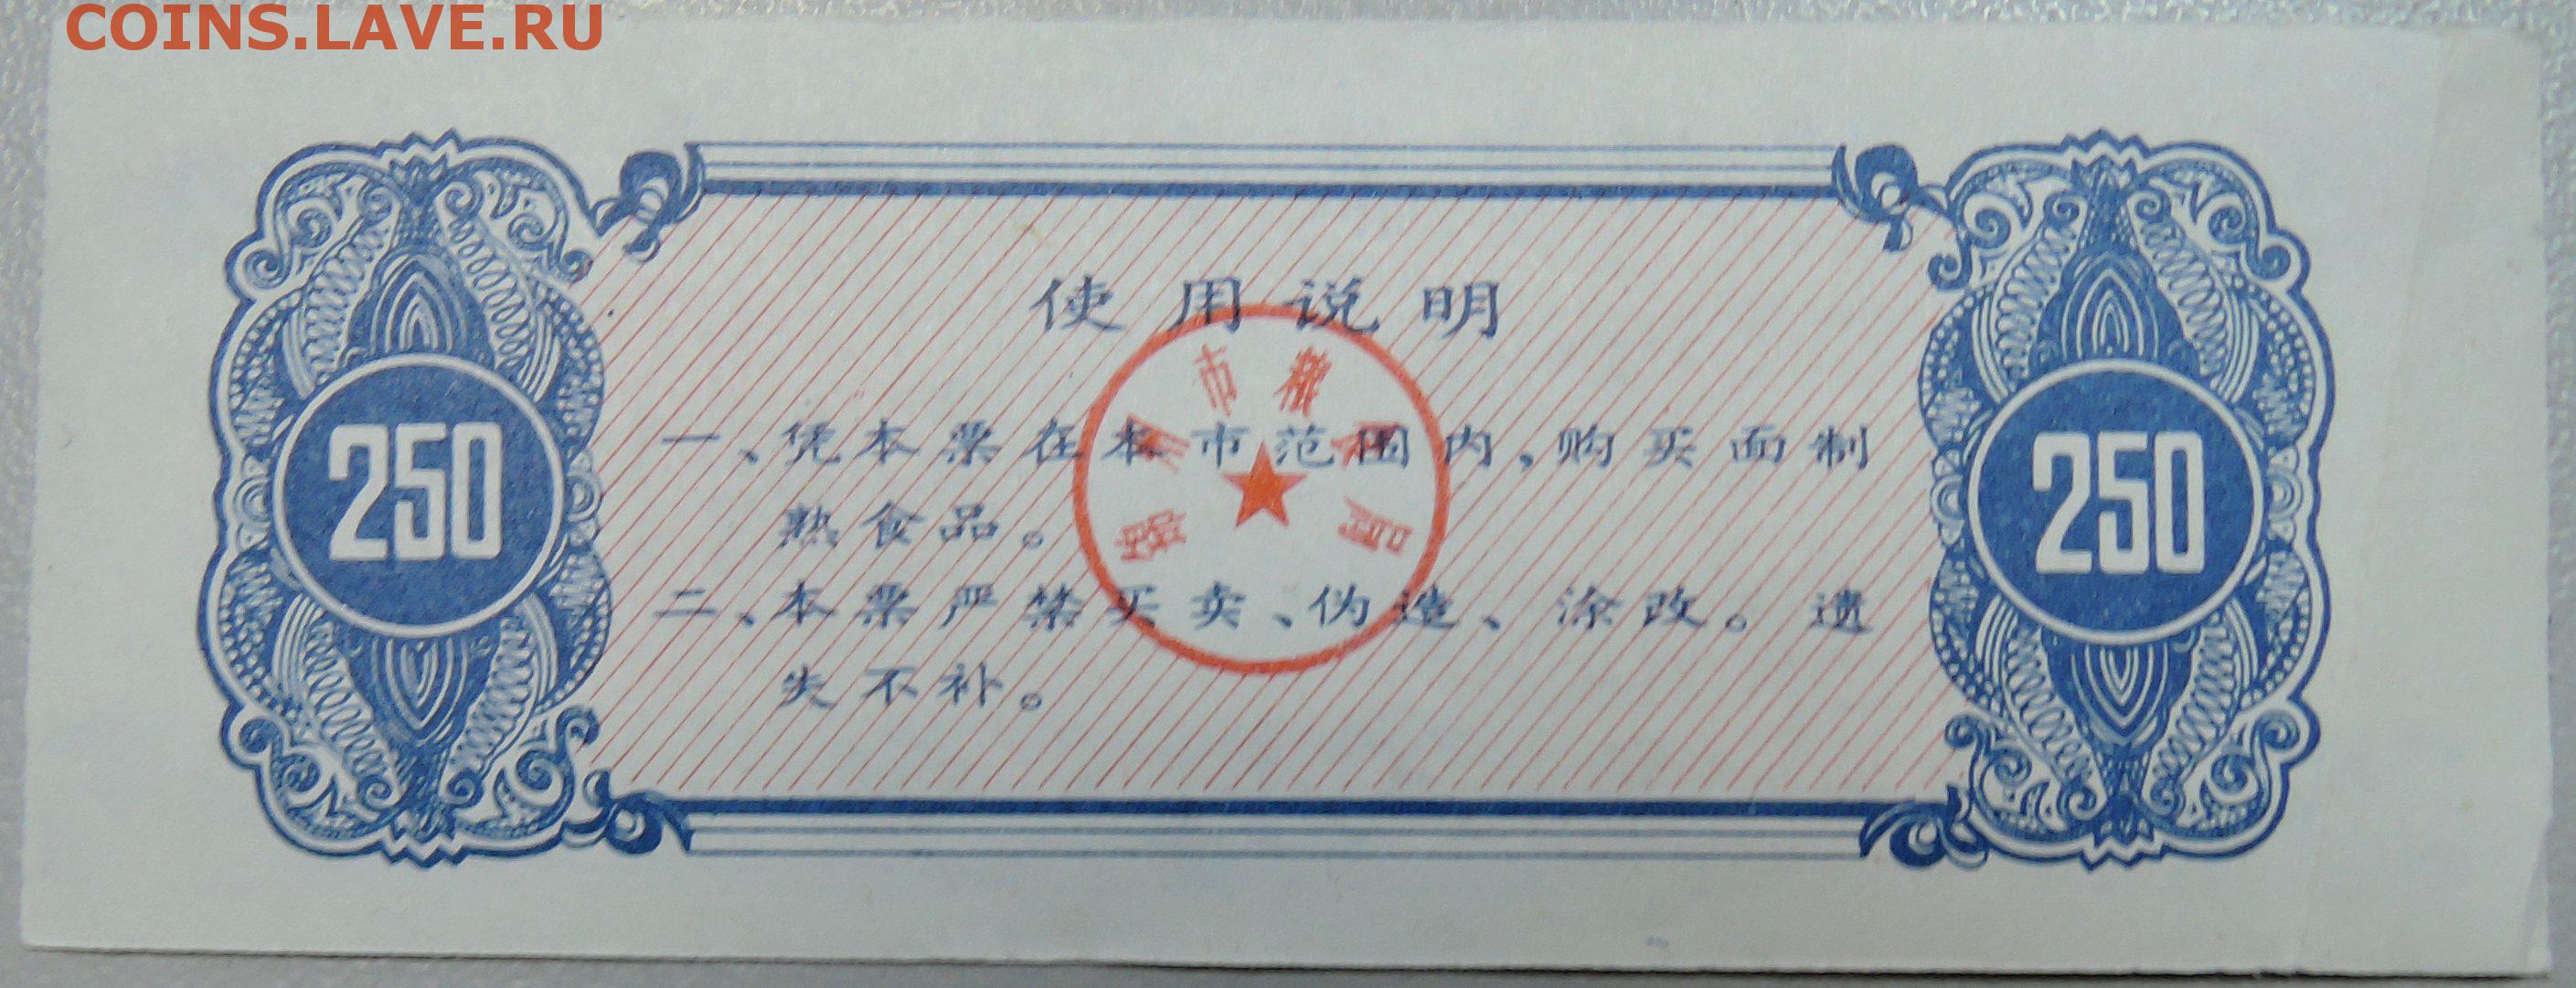 COINS.LAVE.RU
使用说明
市粮
一、凭本票在本市范围内、购买面制
熟食品。
二、本票严禁买卖、伪造、涂改。遗
失不补。
250
250